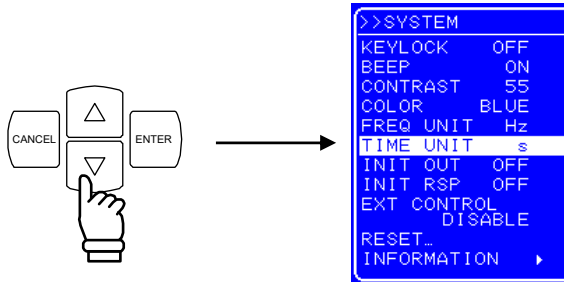 CANCEL
ENTER
>>SYSTEM
KEYLOCK OFF
BEEP ON
CONTRAST 55
COLOR BLUE
FREQ UNIT Hz
TIME UNIT s
INIT OUT OFF
INIT RSP OFF
EXT CONTROL
DISABLE
RESET…
INFORMATION